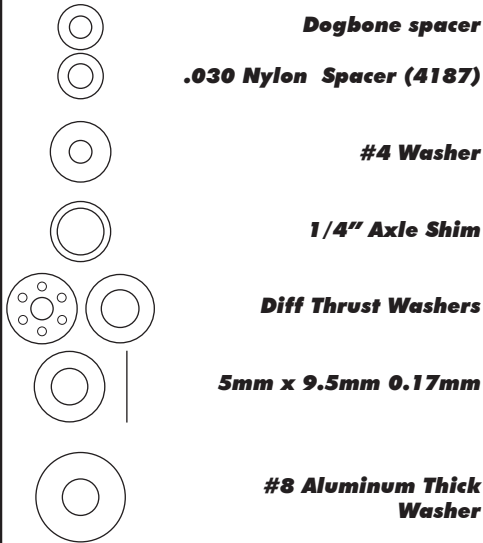 Dogbone spacer
.030 Nylon Spacer (4187)
#4 Washer
1/4" Axle Shim
Diff Thrust Washers
5mm x 9.5mm 0.17mm
#8 Aluminum Thick
Washer